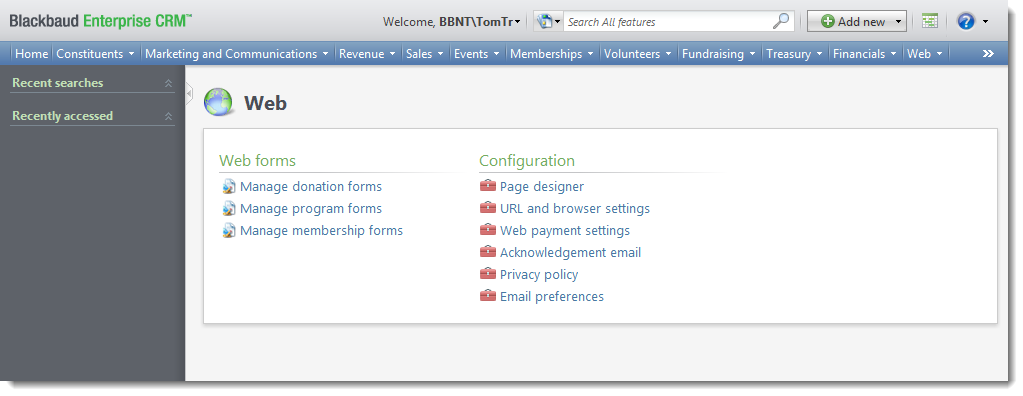 Blackbaud Enterprise CRM™ Welcome, BBNT\TomTr Search All features Add new ?
Home Constituents Marketing and Communications Revenue Sales Events Memberships Volunteers Fundraising Treasury Financials Web »
Recent searches
Recently accessed
Web
Web forms
Manage donation forms
Manage program forms
Manage membership forms
Configuration
Page designer
URL and browser settings
Web payment settings
Acknowledgement email
Privacy policy
Email preferences